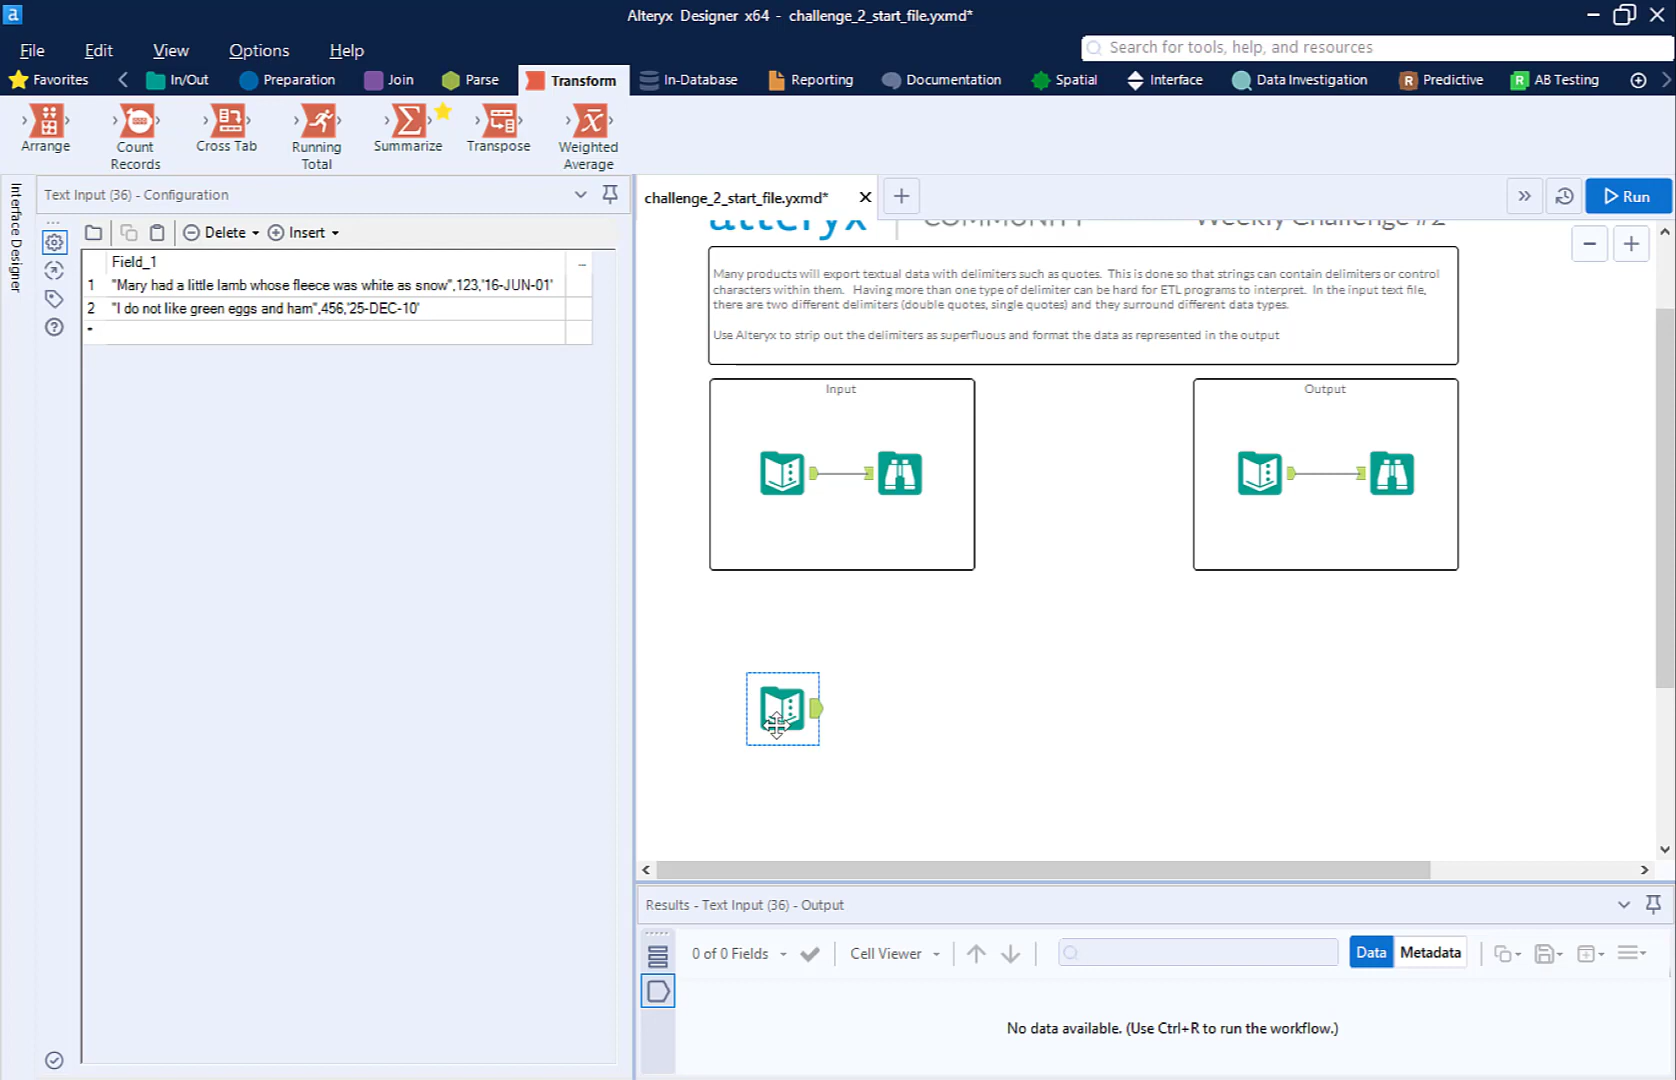 a
Alteryx Designer x64 - challenge_2_start_file.yxmd*
File
Edit
View
Options
Help
Search for tools, help, and resources
Favorites
In/Out
Preparation
Join
Parse
Transform
In-Database
Reporting
Documentation
Spatial
Interface
Data Investigation
R
Predictive
R
AB Testing
Arrange
Count
Records
Cross Tab
Running
Total
Summarize
Transpose
Weighted
Average
Interface Designer
Text Input (36) - Configuration
Delete
Insert
Field_1
...
1 "Mary had a little lamb whose fleece was white as snow",123,'16-JUN-01'
2 "I do not like green eggs and ham",456,'25-DEC-10'
challenge_2_start_file.yxmd*
Run
alteryx
COMMUNITY
Weekly Challenge #2
Many products will export textual data with delimiters such as quotes. This is done so that strings can contain delimiters or control
characters within them. Having more than one type of delimiter can be hard for ETL programs to interpret. In the input text file,
there are two different delimiters (double quotes, single quotes) and they surround different data types.
Use Alteryx to strip out the delimiters as superfluous and format the data as represented in the output
Input
Output
Results - Text Input (36) - Output
0 of 0 Fields
Cell Viewer
Data
Metadata
No data available. (Use Ctrl+R to run the workflow.)